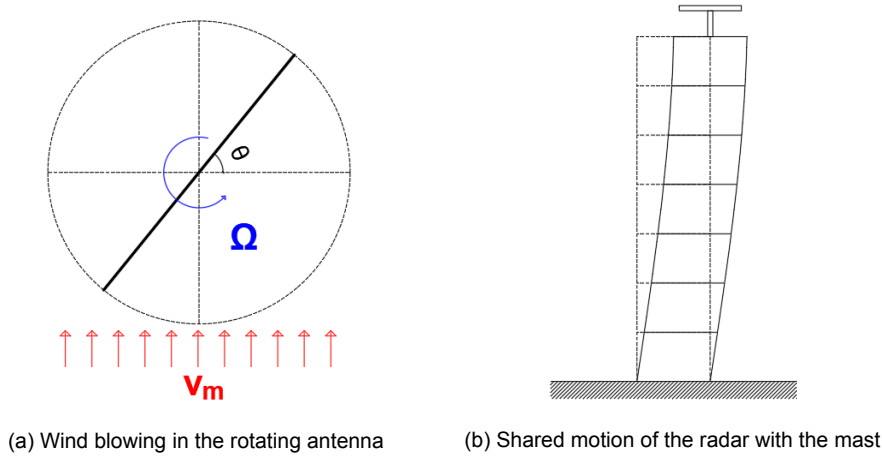 θ
Ω
vm
(a) Wind blowing in the rotating antenna
(b) Shared motion of the radar with the mast